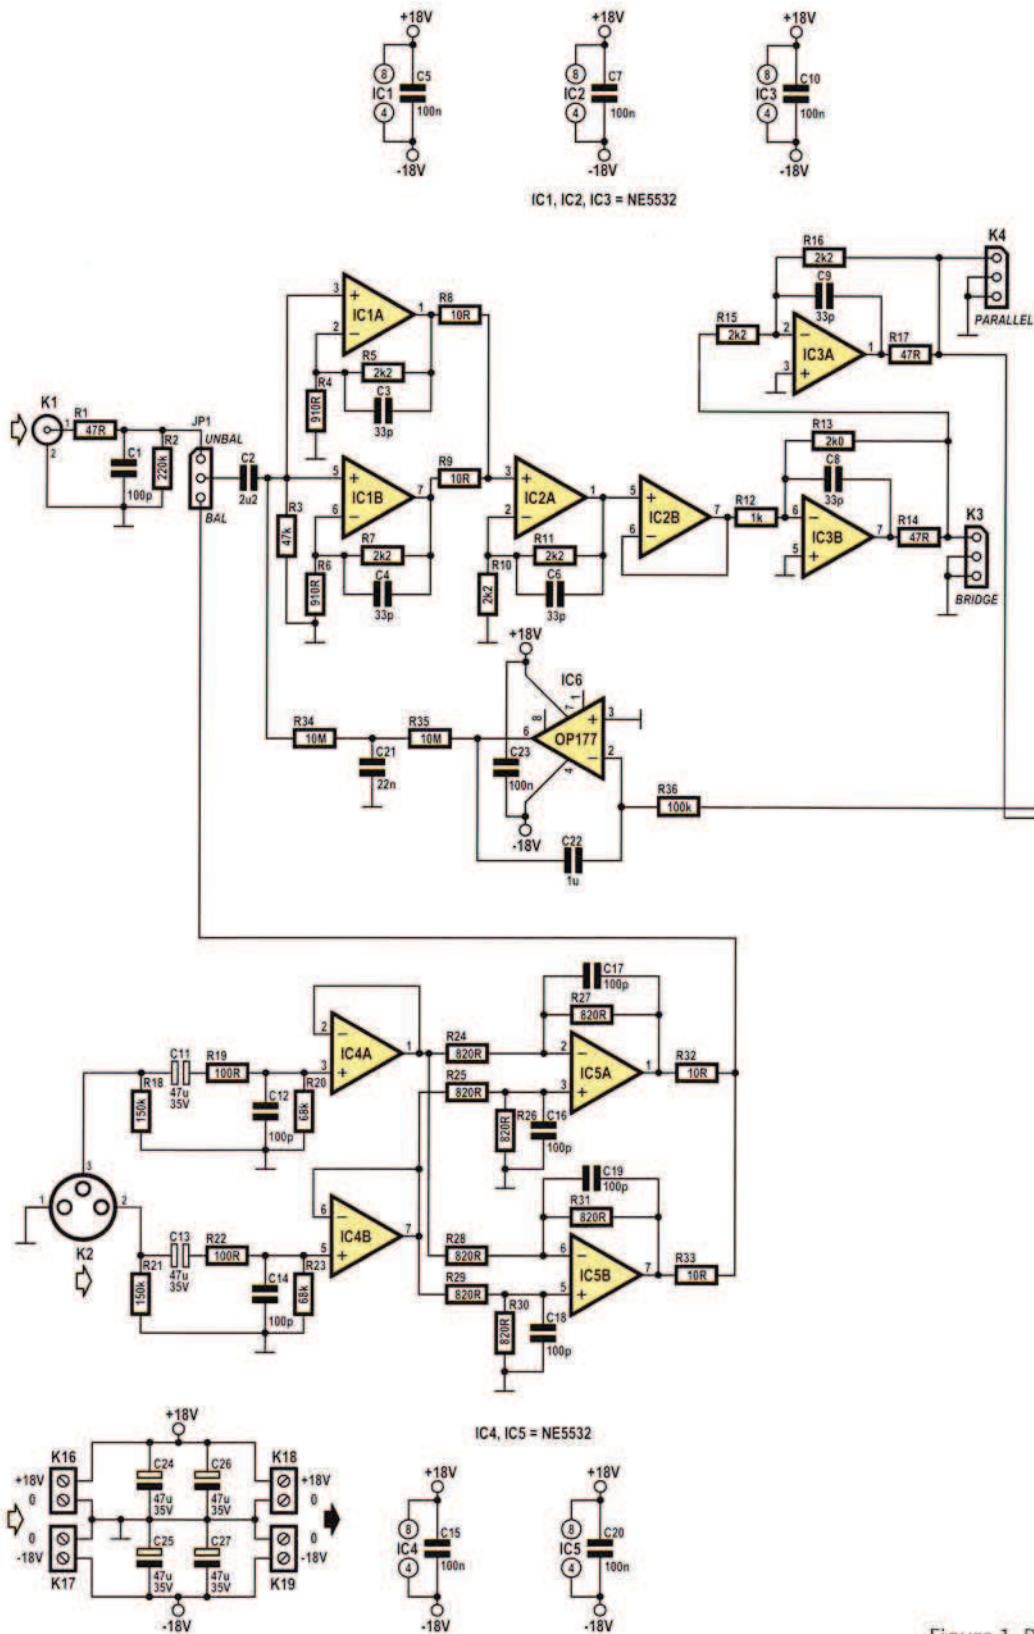 +18V +18V +18V
8 C5 8 C7 8 C10
IC1 IC2 IC3
4 100n 4 100n 4 100n
-18V -18V -18V
IC1, IC2, IC3 = NE5532
K1
1
2
R1
47R
C1
100p
R2
220k
JP1
UNBAL
BAL
C2
2u2
R3
47k
3 + IC1A 1
2 −
R4
910R
R5
2k2
C3
33p
R8
10R
5 + IC1B 7
6 −
R6
910R
R7
2k2
C4
33p
R9
10R
3 + IC2A 1
2 −
R10
2k2
R11
2k2
C6
33p
5 + IC2B 7
6 −
R12
1k
R15
2k2
R16
2k2
C9
33p
2 − IC3A 1
3 +
R17
47R
K4
PARALLEL
R13
2k0
C8
33p
6 − IC3B 7
5 +
R14
47R
K3
BRIDGE
+18V
IC6
8 7 1
6 OP177 + 3
− 2
4
C23
100n
-18V
R34
10M
R35
10M
C21
22n
R36
100k
C22
1u
K2
1 3 2
R18
150k
C11
47u
35V
R19
100R
C12
100p
R20
68k
2 − IC4A 1
3 +
R21
150k
C13
47u
35V
R22
100R
C14
100p
R23
68k
6 − IC4B 7
5 +
R24
820R
R25
820R
R26
820R
C16
100p
C17
100p
R27
820R
2 − IC5A 1
3 +
R32
10R
R28
820R
R29
820R
R30
820R
C18
100p
C19
100p
R31
820R
6 − IC5B 7
5 +
R33
10R
+18V
K16 C24 C26 K18
+18V 47u 47u +18V
0 35V 35V 0
0 C25 C27 0
-18V 47u 47u -18V
K17 35V 35V K19
-18V
IC4, IC5 = NE5532
+18V +18V
8 C15 8 C20
IC4 IC5
4 100n 4 100n
-18V -18V